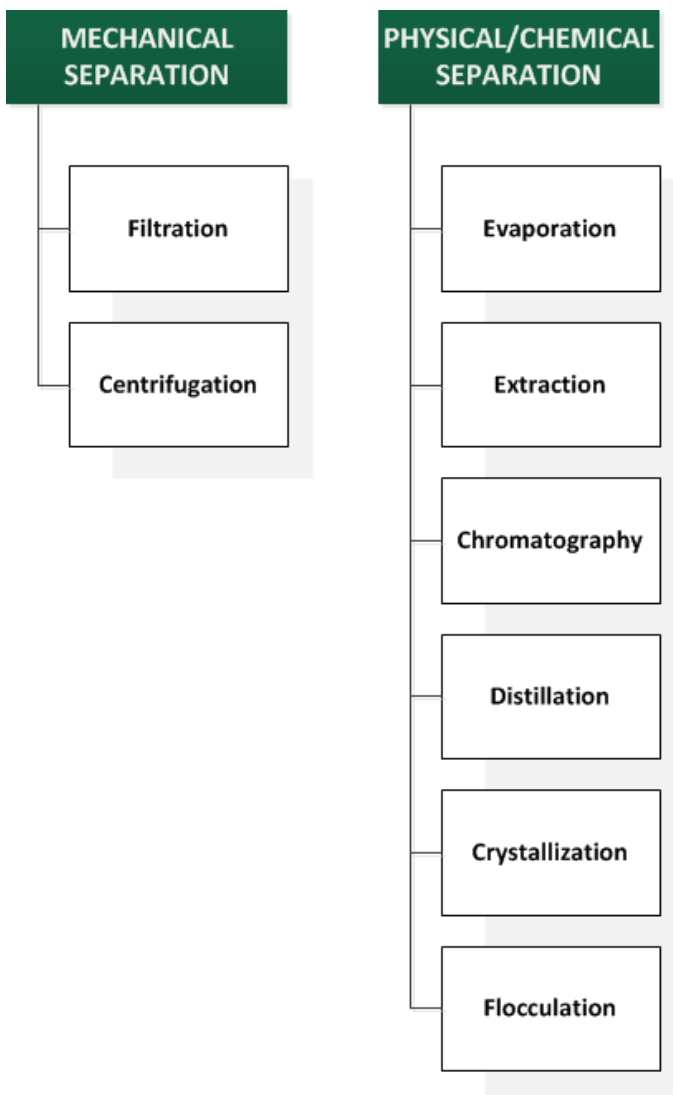 MECHANICAL
SEPARATION
Filtration
Centrifugation
PHYSICAL/CHEMICAL
SEPARATION
Evaporation
Extraction
Chromatography
Distillation
Crystallization
Flocculation